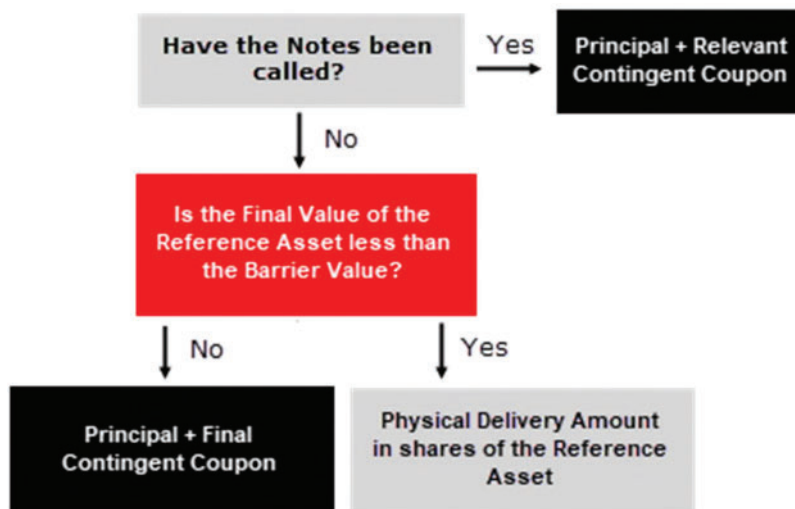 Have the Notes been
called?
Yes
Principal + Relevant
Contingent Coupon
No
Is the Final Value of the
Reference Asset less than
the Barrier Value?
No
Yes
Principal + Final
Contingent Coupon
Physical Delivery Amount
in shares of the Reference
Asset